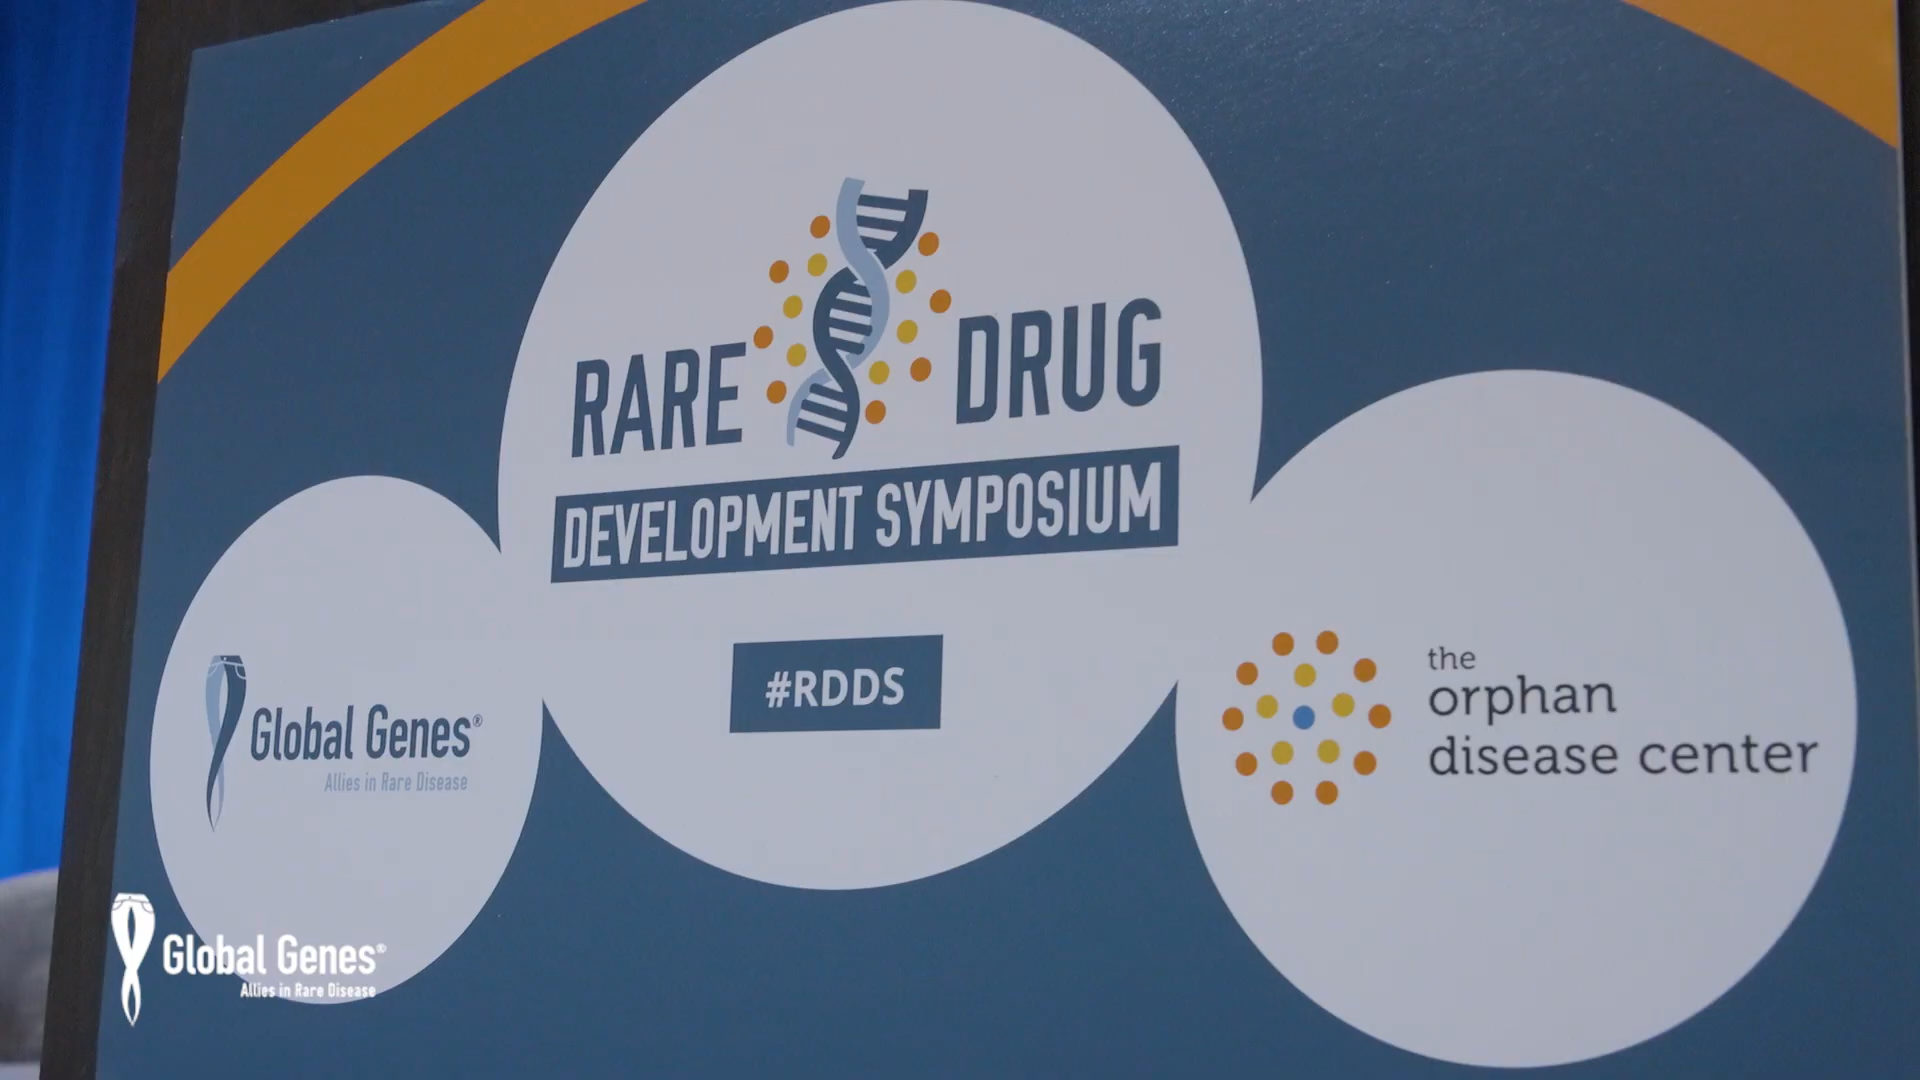 RARE DRUG
DEVELOPMENT SYMPOSIUM
#RDDS
Global Genes®
Allies in Rare Disease
the
orphan
disease center
Global Genes®
Allies in Rare Disease